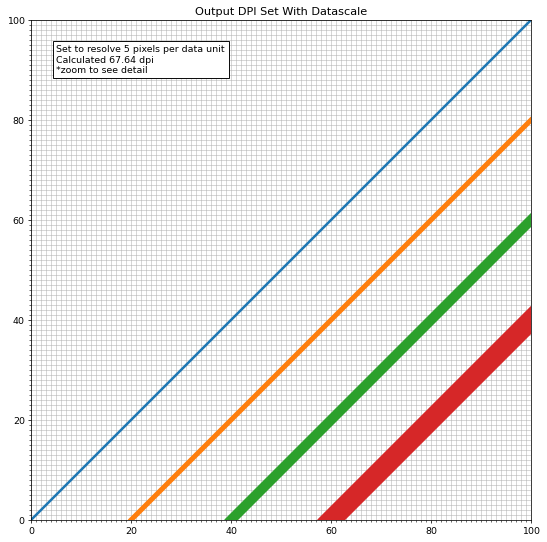 Output DPI Set With Datascale
100
80
60
40
20
0
Set to resolve 5 pixels per data unit
Calculated 67.64 dpi
*zoom to see detail
0 20 40 60 80 100